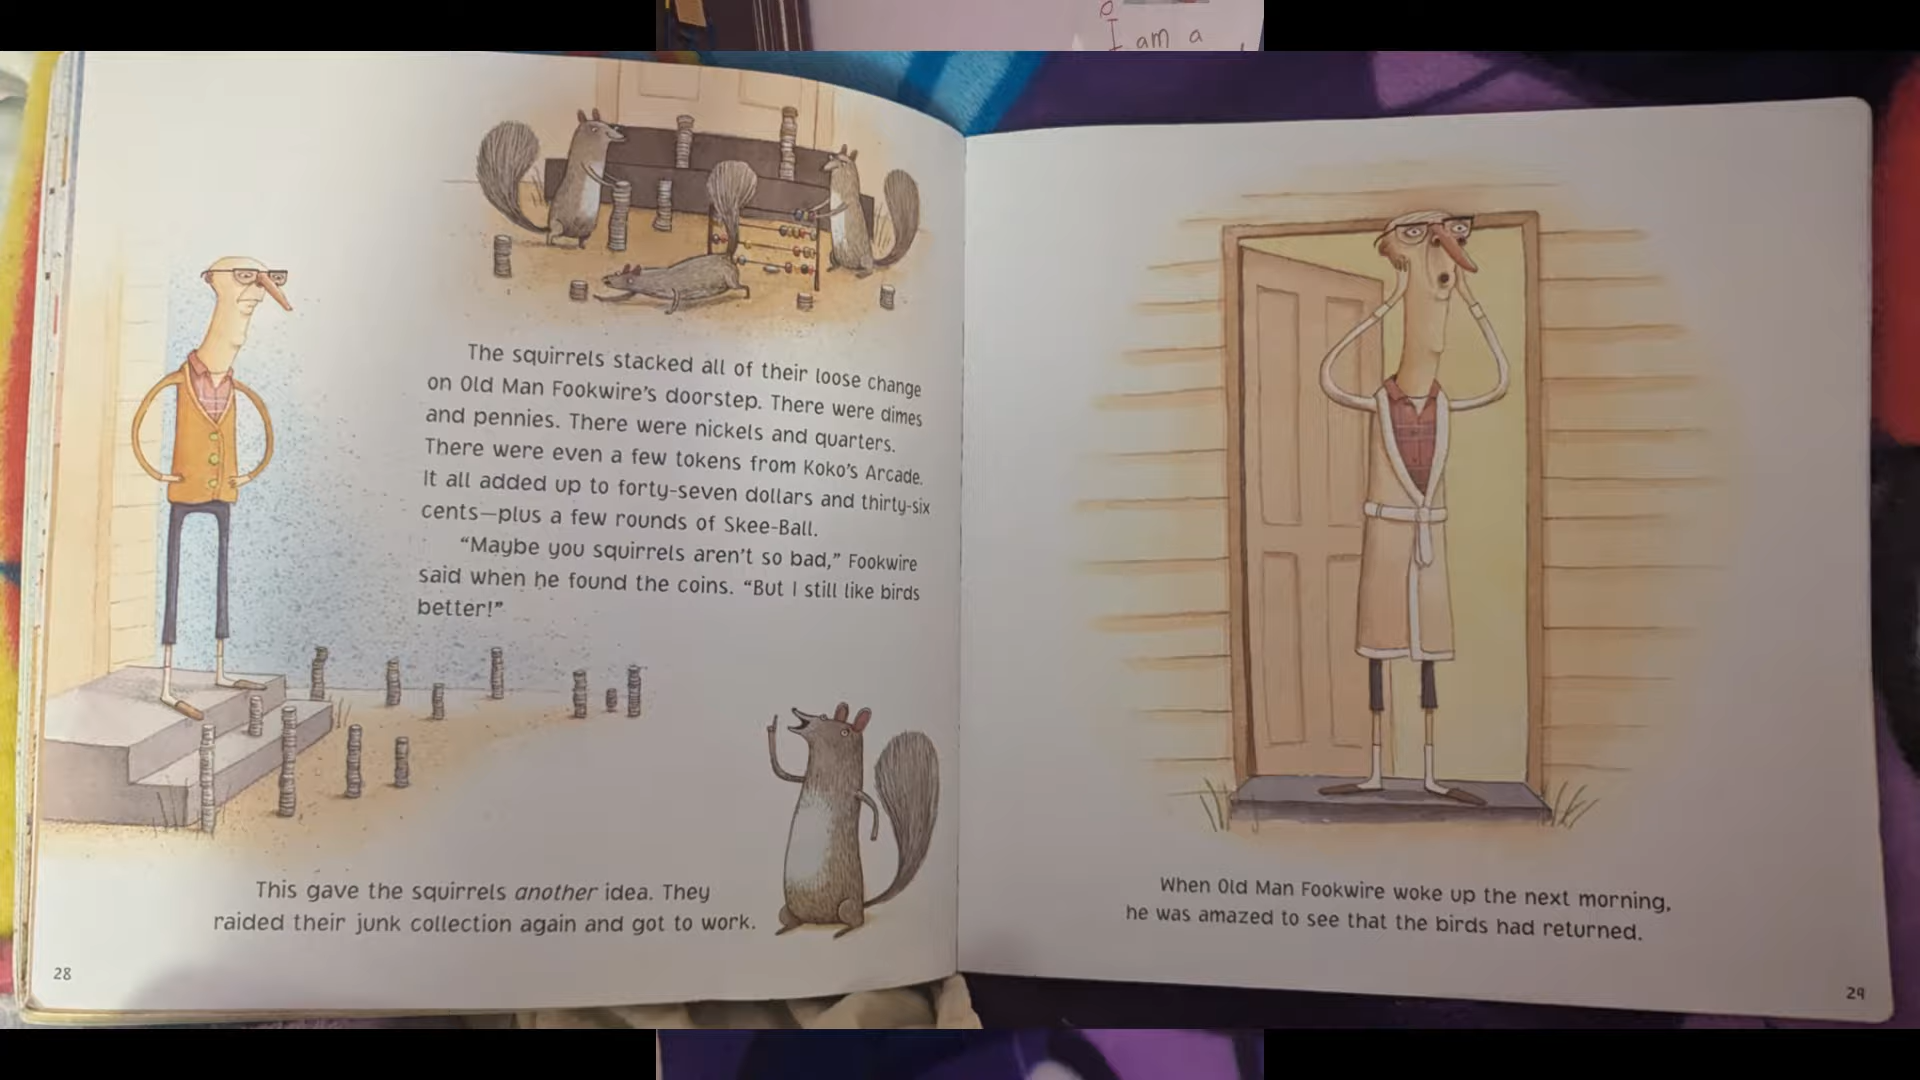 I am a
The squirrels stacked all of their loose change
on Old Man Fookwire's doorstep. There were dimes
and pennies. There were nickels and quarters.
There were even a few tokens from Koko's Arcade.
It all added up to forty-seven dollars and thirty-six
cents—plus a few rounds of Skee-Ball.
“Maybe you squirrels aren't so bad,” Fookwire
said when he found the coins. “But I still like birds
better!”
This gave the squirrels another idea. They
raided their junk collection again and got to work.
28
When Old Man Fookwire woke up the next morning,
he was amazed to see that the birds had returned.
29